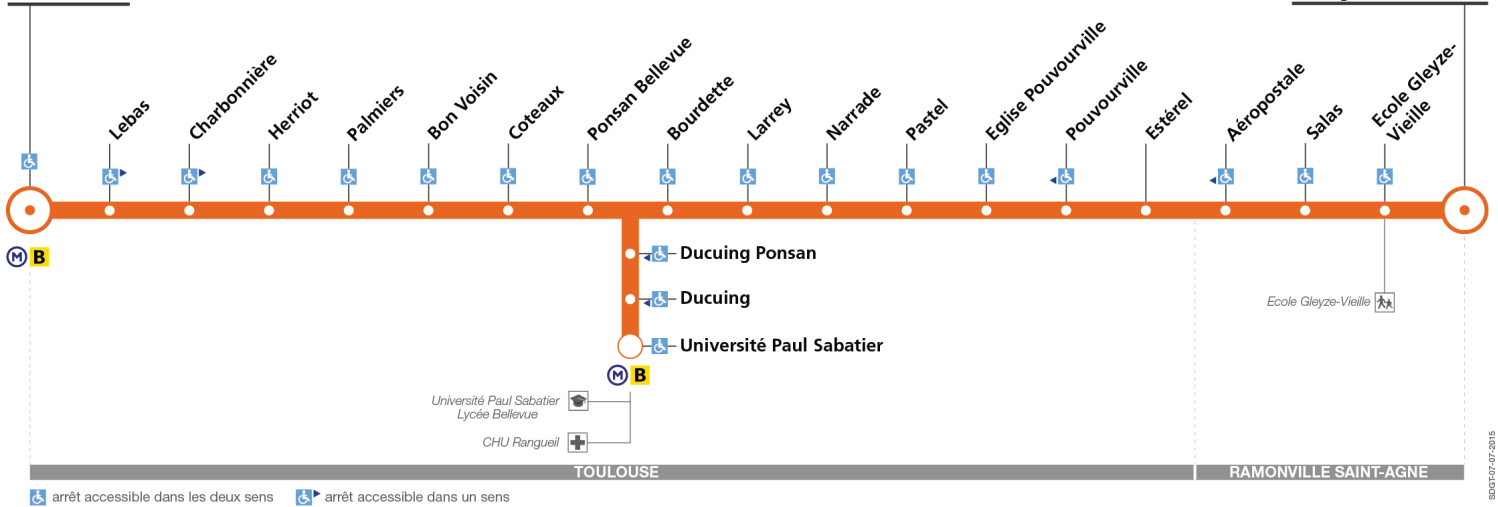 Lebas
Charbonnière
Herriot
Palmiers
Bon Voisin
Coteaux
Ponsan Bellevue
Bourdette
Larrey
Narrade
Pastel
Eglise Pouvourville
Pouvourville
Estérel
Aéropostale
Salas
Ecole Gleyze-
Vieille
M B
Ducuing Ponsan
Ducuing
Université Paul Sabatier
M B
Université Paul Sabatier
Lycée Bellevue
CHU Rangueil
Ecole Gleyze-Vieille
TOULOUSE
RAMONVILLE SAINT-AGNE
arrêt accessible dans les deux sens
arrêt accessible dans un sens
SDGT-07-07-2015